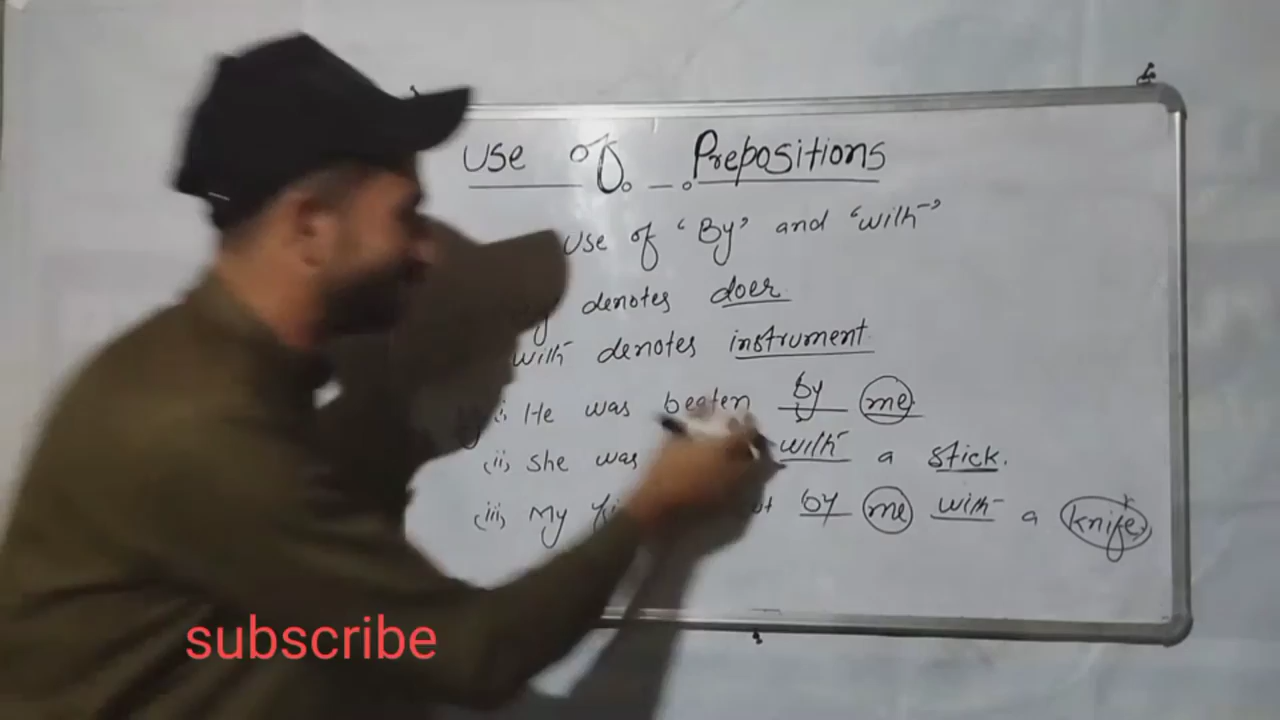 Use of Prepositions
Use of 'By' and 'with'
denotes doer
with denotes instrument
i, He was beaten by me
(ii, She was with a stick.
(iii, My by me with a knife
subscribe